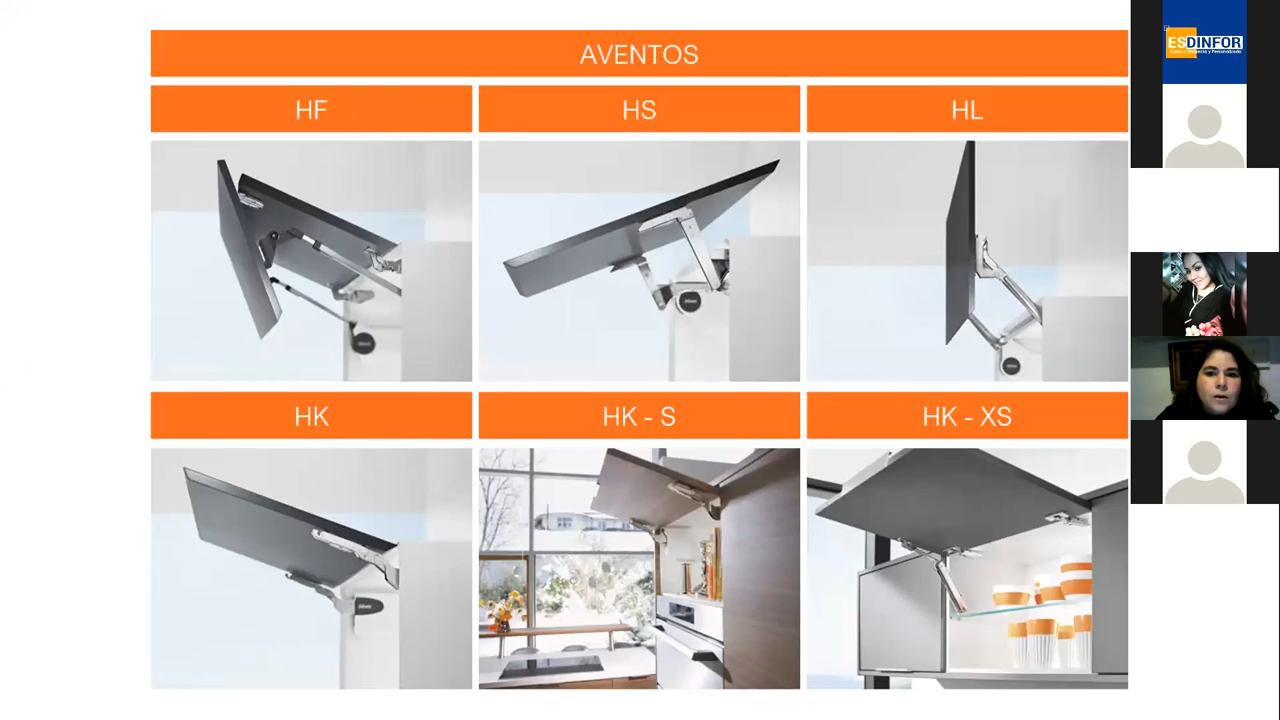 AVENTOS
HF
HS
HL
HK
HK - S
HK - XS
ESDINFOR